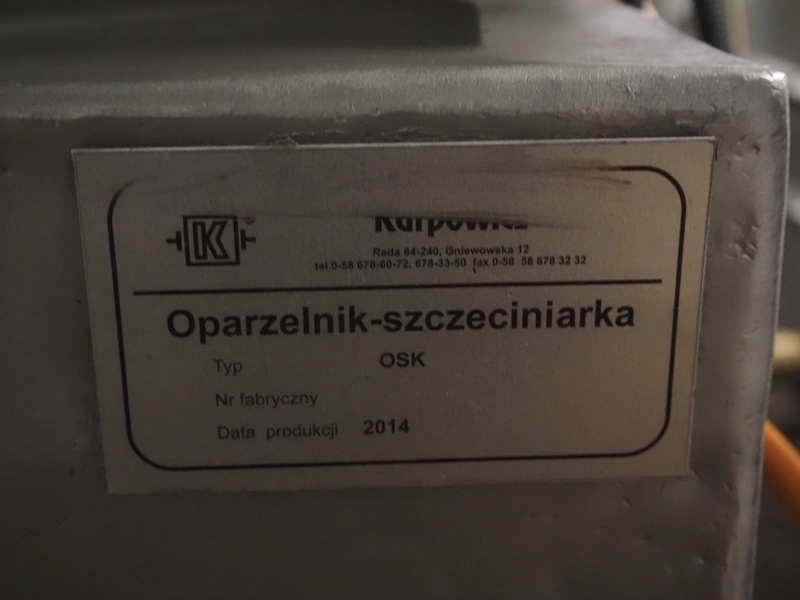 K ®
Karpowicz
Reda 84-240, Gniewowska 12
tel.0-58 678-60-72, 678-33-50 fax 0-58 58 678 32 32
Oparzelnik-szczeciniarka
Typ OSK
Nr fabryczny
Data produkcji 2014